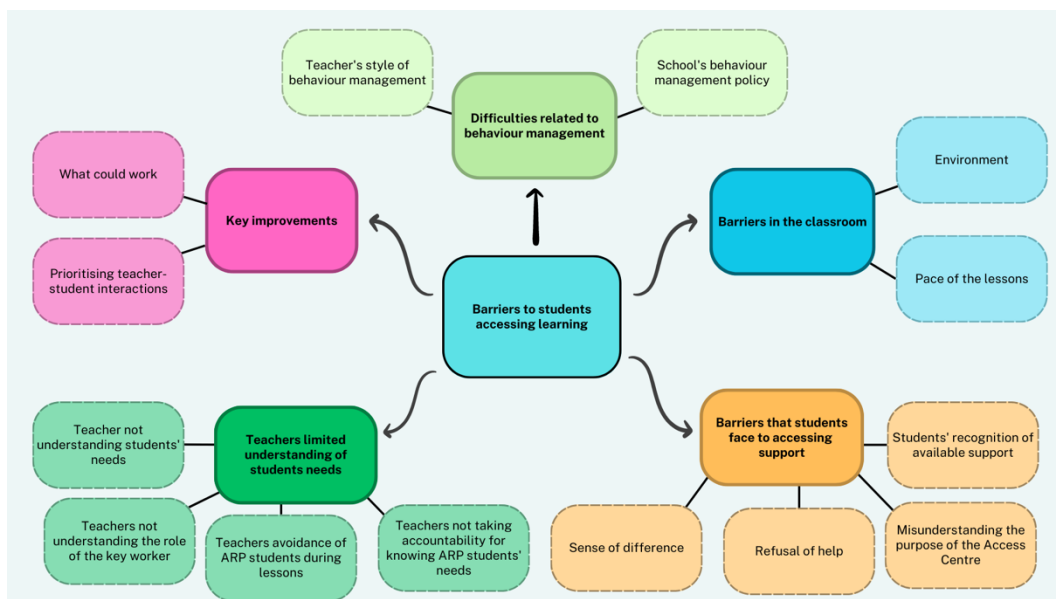 Teacher's style of
behaviour management
Difficulties related to
behaviour management
School's behaviour
management policy
What could work
Key improvements
Prioritising teacher-
student interactions
Barriers in the classroom
Environment
Pace of the lessons
Barriers to students
accessing learning
Teacher not
understanding students'
needs
Teachers limited
understanding of
students needs
Teachers not
understanding the role
of the key worker
Teachers avoidance of
ARP students during
lessons
Teachers not taking
accountability for
knowing ARP students'
needs
Barriers that students
face to accessing
support
Students' recognition of
available support
Sense of difference
Refusal of help
Misunderstanding the
purpose of the Access
Centre